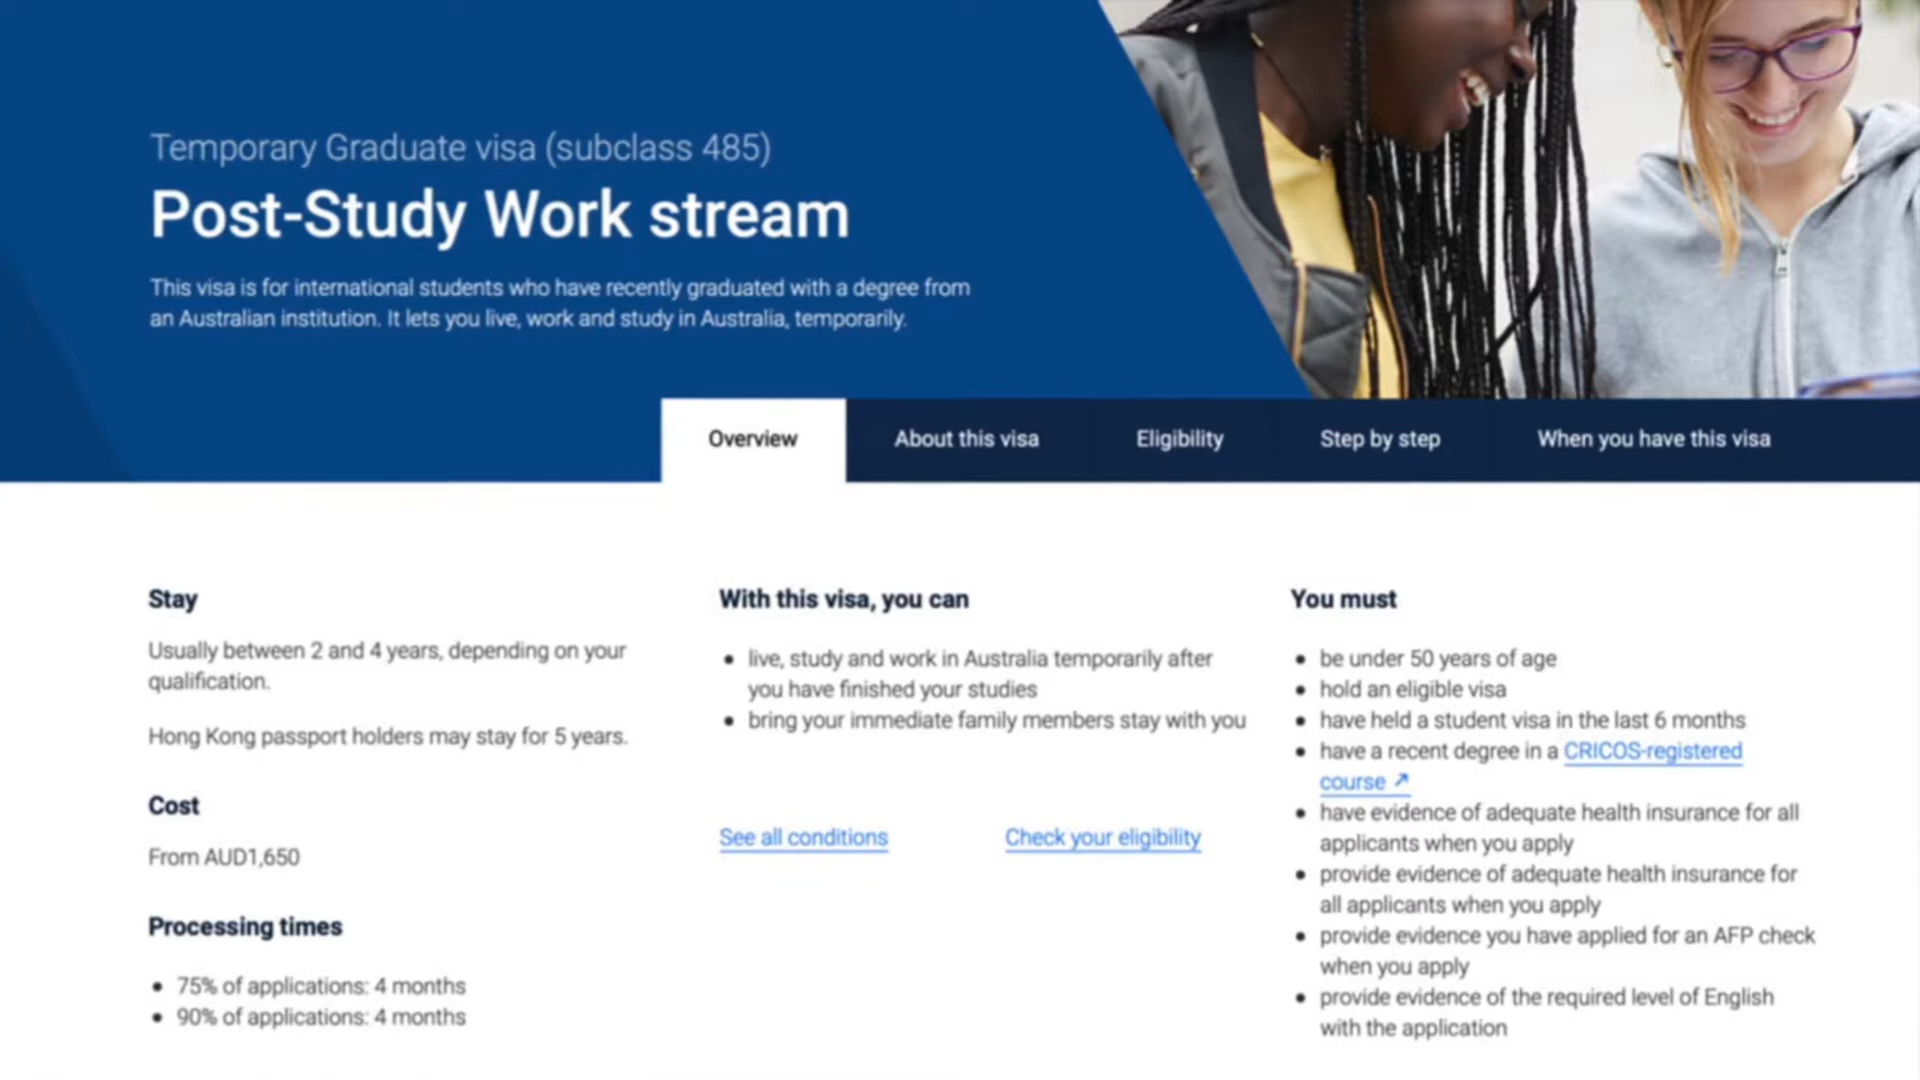 Temporary Graduate visa (subclass 485)
Post-Study Work stream
This visa is for international students who have recently graduated with a degree from
an Australian institution. It lets you live, work and study in Australia, temporarily.
Overview
About this visa
Eligibility
Step by step
When you have this visa
Stay
Usually between 2 and 4 years, depending on your
qualification.
Hong Kong passport holders may stay for 5 years.
Cost
From AUD1,650
Processing times
• 75% of applications: 4 months
• 90% of applications: 4 months
With this visa, you can
• live, study and work in Australia temporarily after
you have finished your studies
• bring your immediate family members stay with you
See all conditions
Check your eligibility
You must
• be under 50 years of age
• hold an eligible visa
• have held a student visa in the last 6 months
• have a recent degree in a CRICOS-registered
course ↗
• have evidence of adequate health insurance for all
applicants when you apply
• provide evidence of adequate health insurance for
all applicants when you apply
• provide evidence you have applied for an AFP check
when you apply
• provide evidence of the required level of English
with the application